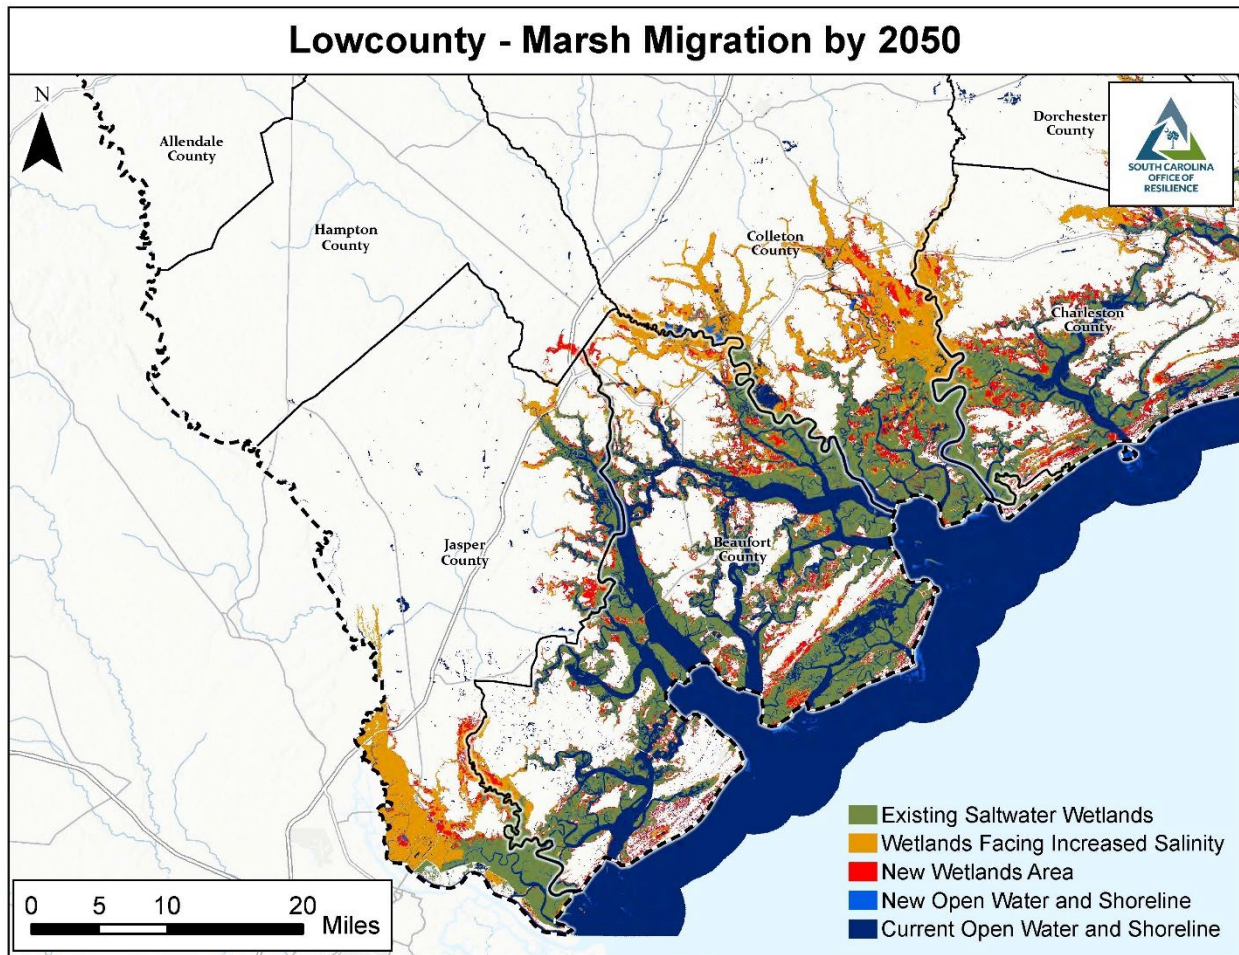 Lowcounty - Marsh Migration by 2050
N
Allendale
County
Dorchester
County
SOUTH CAROLINA
OFFICE OF
RESILIENCE
Hampton
County
Colleton
County
Charleston
County
Jasper
County
Beaufort
County
Existing Saltwater Wetlands
Wetlands Facing Increased Salinity
New Wetlands Area
New Open Water and Shoreline
Current Open Water and Shoreline
0 5 10 20 Miles